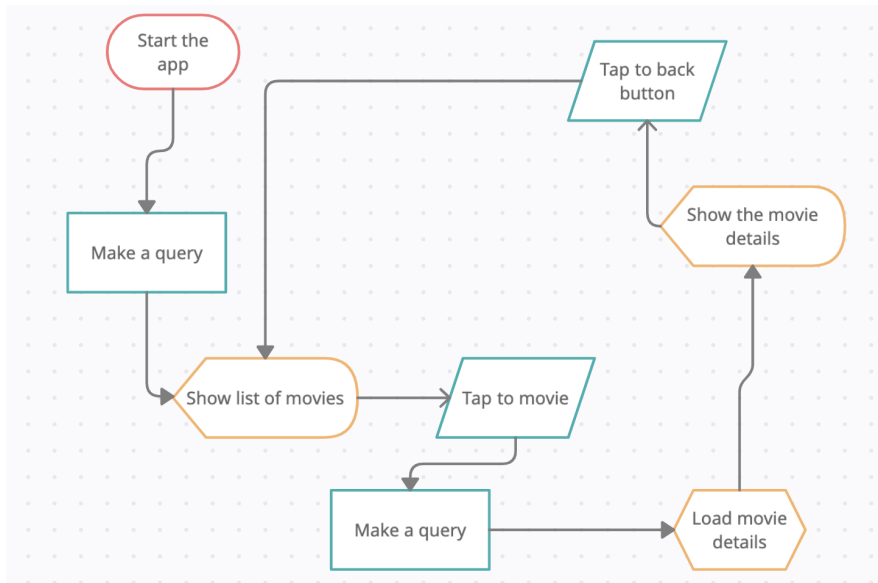 Start the
app
Make a query
Show list of movies
Tap to movie
Make a query
Load movie
details
Show the movie
details
Tap to back
button